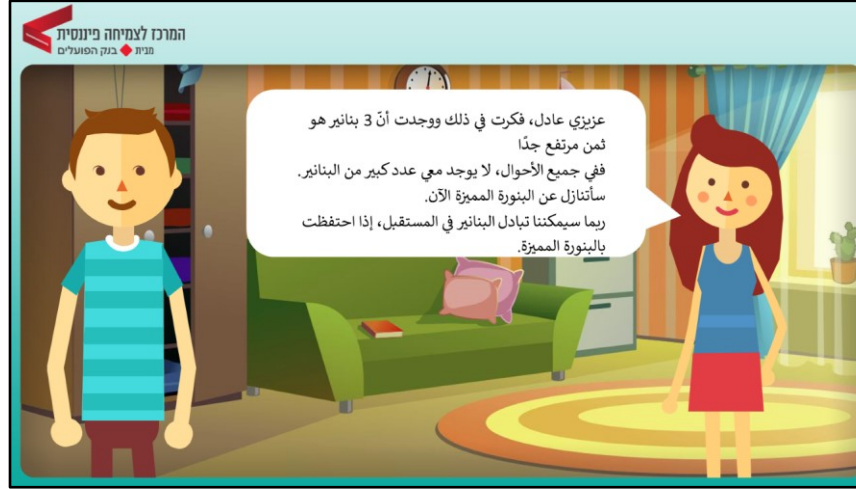 המרכז לצמיחה פיננסית
מבית בנק הפועלים
عزيزي عادل، فكرت في ذلك ووجدت أنّ 3 بنانير هو
ثمن مرتفع جدًا
ففي جميع الأحوال، لا يوجد معي عدد كبير من البنانير.
سأتنازل عن البنورة المميزة الآن.
ربما سيمكننا تبادل البنانير في المستقبل، إذا احتفظت
بالبنورة المميزة.